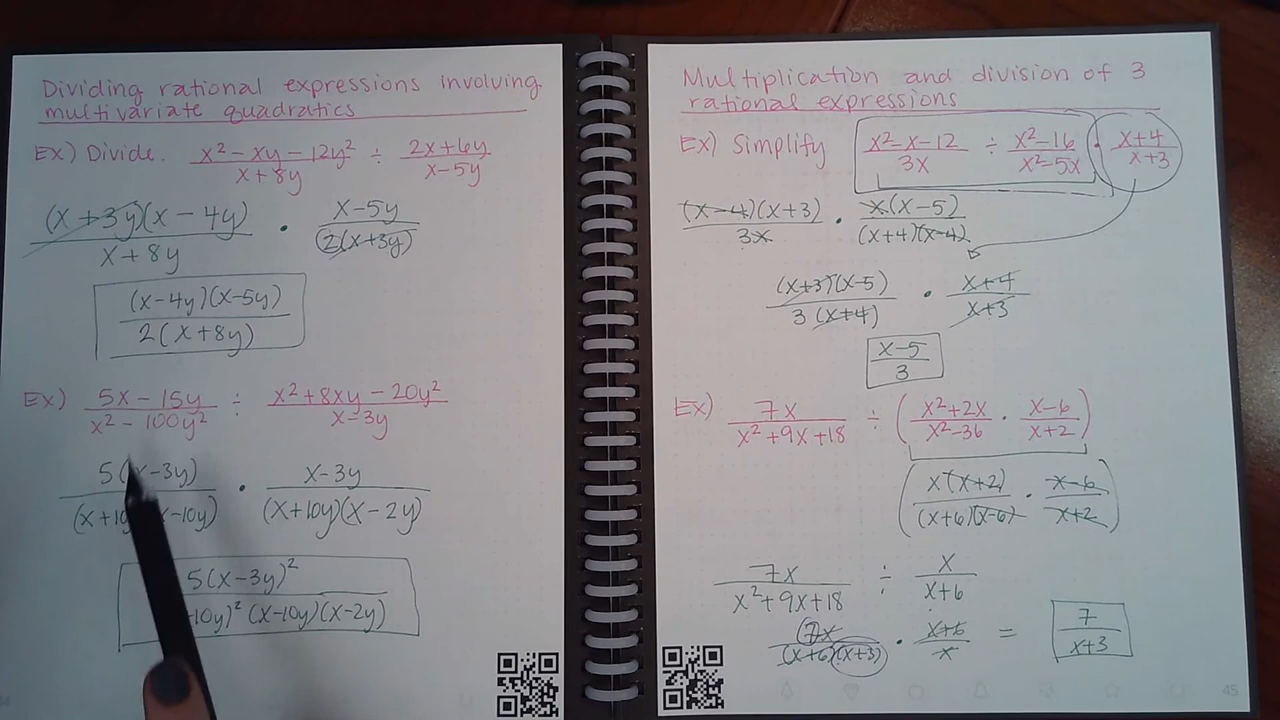 Dividing rational expressions involving
multivariate quadratics
Ex) Divide. x² - xy - 12y² / x + 8y ÷ 2x + 6y / x - 5y
(x + 3y)(x - 4y) / x + 8y · x - 5y / 2(x + 3y)
(x - 4y)(x - 5y) / 2(x + 8y)
Ex) 5x - 15y / x² - 100y² ÷ x² + 8xy - 20y² / x - 3y
5(x - 3y) / (x + 10 x - 10y) · x - 3y / (x + 10y)(x - 2y)
5(x - 3y)² / 10y)² (x - 10y)(x - 2y)
Multiplication and division of 3
rational expressions
Ex) Simplify x² - x - 12 / 3x ÷ x² - 16 / x² - 5x · x + 4 / x + 3
(x - 4)(x + 3) / 3x · x(x - 5) / (x + 4)(x - 4)
(x + 3)(x - 5) / 3(x + 4) · x + 4 / x + 3
x - 5 / 3
Ex) 7x / x² + 9x + 18 ÷ (x² + 2x / x² - 36 · x - 6 / x + 2)
(x(x + 2) / (x + 6)(x - 6) · x - 6 / x + 2)
7x / x² + 9x + 18 ÷ x / x + 6
(7x / (x + 6)(x + 3) · x + 6 / x = 7 / x + 3
45